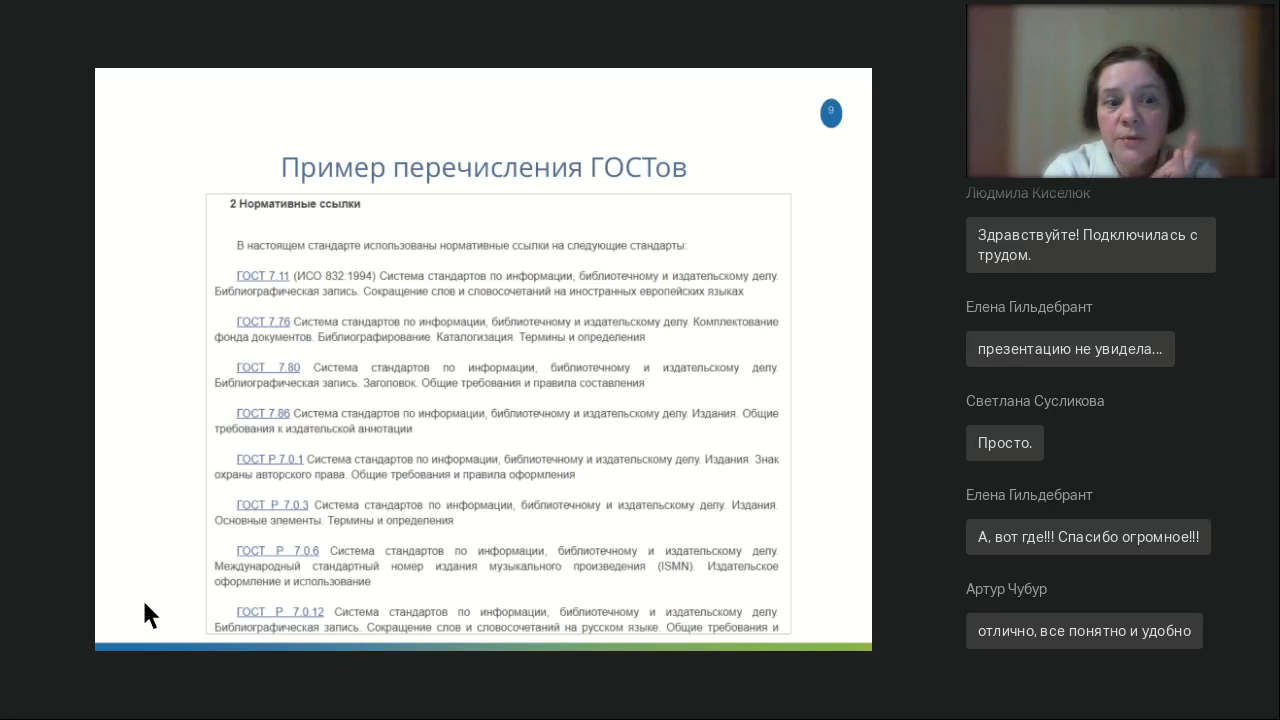 9
Пример перечисления ГОСТов
2 Нормативные ссылки
В настоящем стандарте использованы нормативные ссылки на следующие стандарты:
ГОСТ 7.11 (ИСО 832:1994) Система стандартов по информации, библиотечному и издательскому делу.
Библиографическая запись. Сокращение слов и словосочетаний на иностранных европейских языках
ГОСТ 7.76 Система стандартов по информации, библиотечному и издательскому делу. Комплектование
фонда документов. Библиографирование. Каталогизация. Термины и определения
ГОСТ 7.80 Система стандартов по информации, библиотечному и издательскому делу.
Библиографическая запись. Заголовок. Общие требования и правила составления
ГОСТ 7.86 Система стандартов по информации, библиотечному и издательскому делу. Издания. Общие
требования к издательской аннотации
ГОСТ Р 7.0.1 Система стандартов по информации, библиотечному и издательскому делу. Издания. Знак
охраны авторского права. Общие требования и правила оформления
ГОСТ Р 7.0.3 Система стандартов по информации, библиотечному и издательскому делу. Издания.
Основные элементы. Термины и определения
ГОСТ Р 7.0.6 Система стандартов по информации, библиотечному и издательскому делу.
Международный стандартный номер издания музыкального произведения (ISMN). Издательское
оформление и использование
ГОСТ Р 7.0.12 Система стандартов по информации, библиотечному и издательскому делу.
Библиографическая запись. Сокращение слов и словосочетаний на русском языке. Общие требования и
Людмила Киселюк
Здравствуйте! Подключилась с
трудом.
Елена Гильдебрант
презентацию не увидела...
Светлана Сусликова
Просто.
Елена Гильдебрант
А, вот где!!! Спасибо огромное!!!
Артур Чубур
отлично, все понятно и удобно